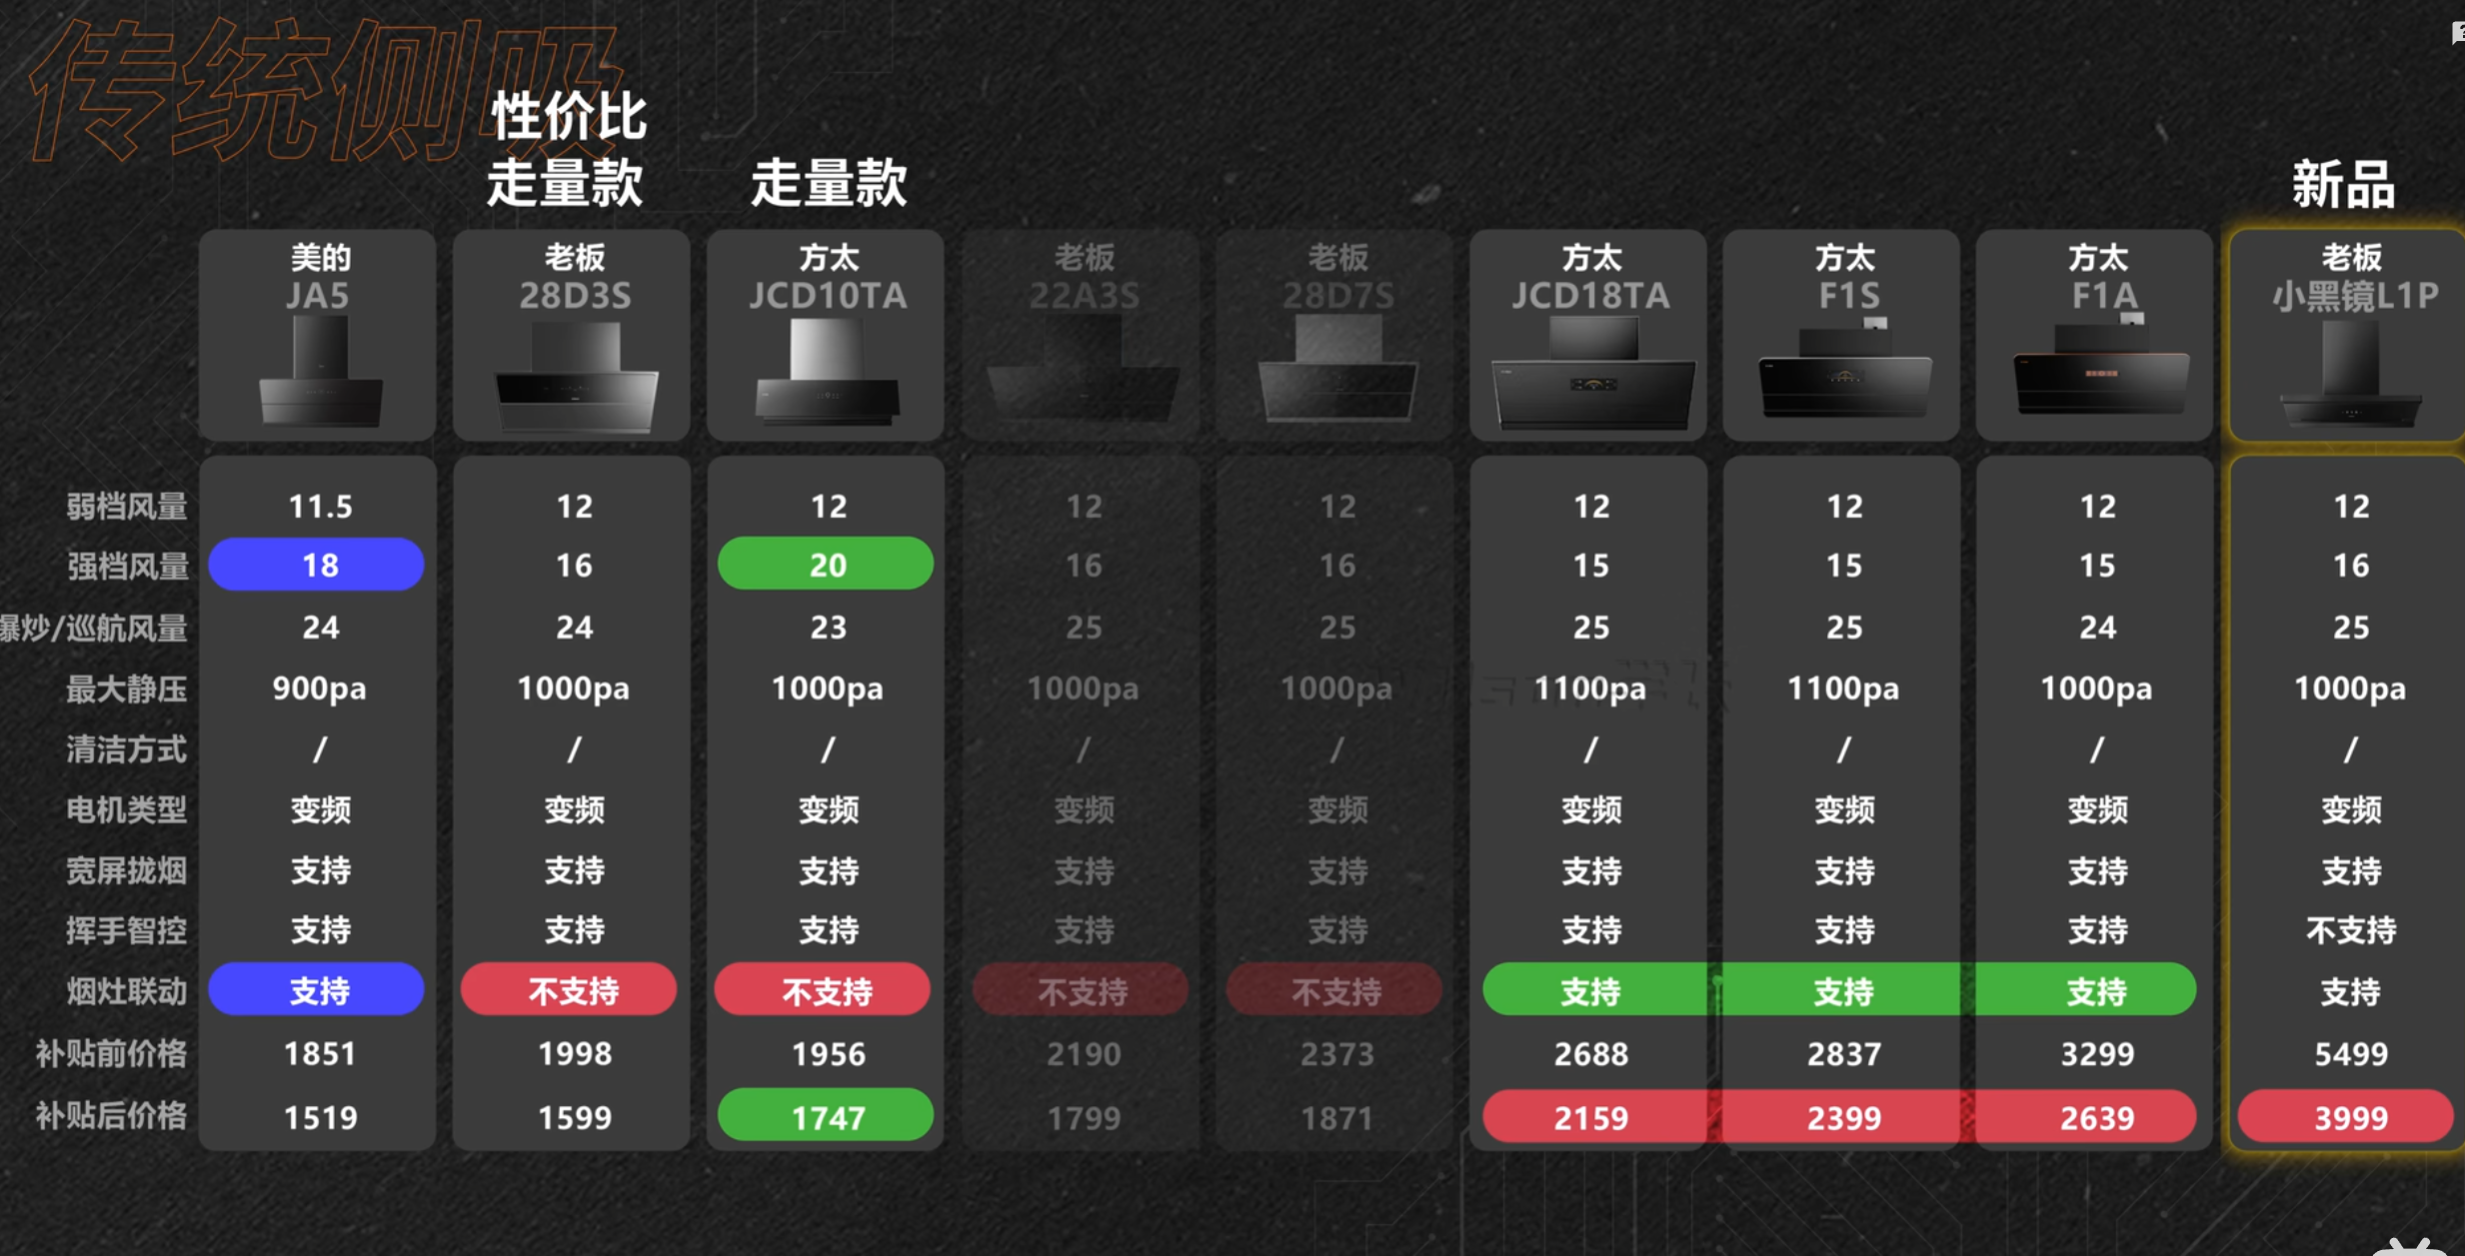 传统侧吸
性价比
走量款
走量款
新品
美的 老板 方太 老板 老板 方太 方太 方太 老板
JA5 28D3S JCD10TA 22A3S 28D7S JCD18TA F1S F1A 小黑镜L1P
弱档风量 11.5 12 12 12 12 12 12 12 12
强档风量 18 16 20 16 16 15 15 15 16
爆炒/巡航风量 24 24 23 25 25 25 25 24 25
最大静压 900pa 1000pa 1000pa 1000pa 1000pa 1100pa 1100pa 1000pa 1000pa
清洁方式 / / / / / / / / /
电机类型 变频 变频 变频 变频 变频 变频 变频 变频 变频
宽屏拢烟 支持 支持 支持 支持 支持 支持 支持 支持 支持
挥手智控 支持 支持 支持 支持 支持 支持 支持 支持 不支持
烟灶联动 支持 不支持 不支持 不支持 不支持 支持 支持 支持 支持
补贴前价格 1851 1998 1956 2190 2373 2688 2837 3299 5499
补贴后价格 1519 1599 1747 1799 1871 2159 2399 2639 3999